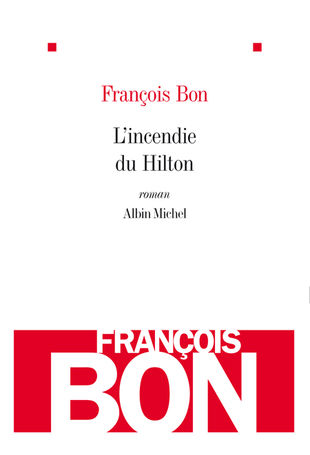 François Bon
L'incendie
du Hilton
roman
Albin Michel
FRANÇOIS
BON